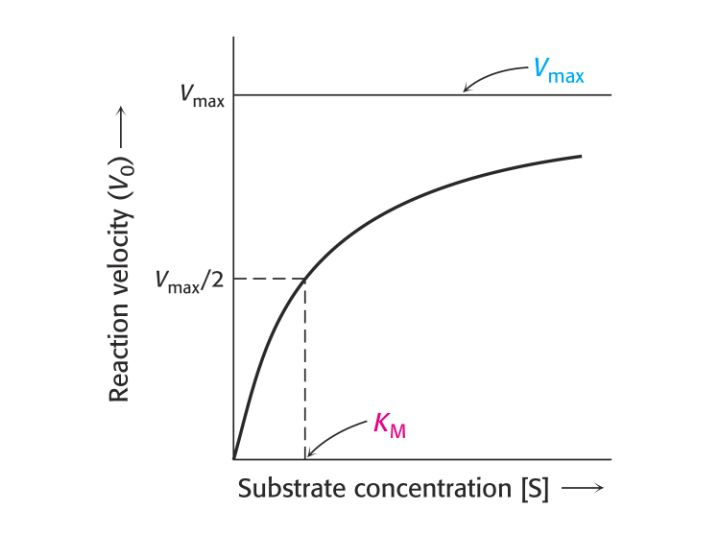 Vmax
Vmax
Reaction velocity (V0)
Vmax/2
KM
Substrate concentration [S]